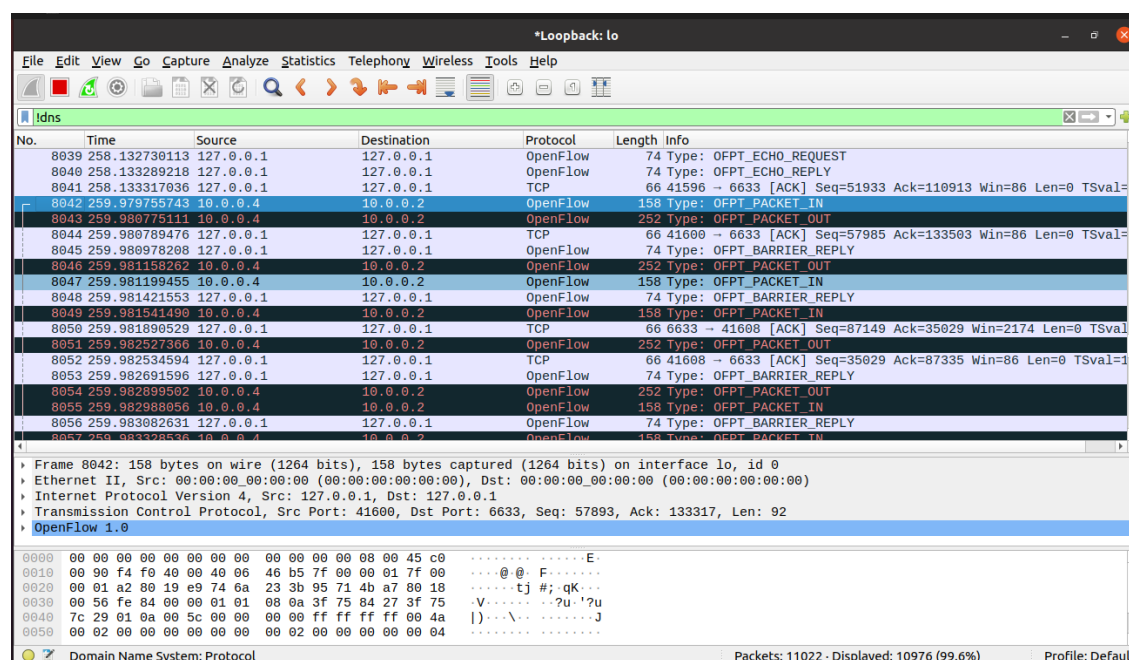 *Loopback: lo
File Edit View Go Capture Analyze Statistics Telephony Wireless Tools Help
!dns
No. Time Source Destination Protocol Length Info
8039 258.132730113 127.0.0.1 127.0.0.1 OpenFlow 74 Type: OFPT_ECHO_REQUEST
8040 258.133289218 127.0.0.1 127.0.0.1 OpenFlow 74 Type: OFPT_ECHO_REPLY
8041 258.133317036 127.0.0.1 127.0.0.1 TCP 66 41596 → 6633 [ACK] Seq=51933 Ack=110913 Win=86 Len=0 TSval=
8042 259.979755743 10.0.0.4 10.0.0.2 OpenFlow 158 Type: OFPT_PACKET_IN
8043 259.980775111 10.0.0.4 10.0.0.2 OpenFlow 252 Type: OFPT_PACKET_OUT
8044 259.980789476 127.0.0.1 127.0.0.1 TCP 66 41600 → 6633 [ACK] Seq=57985 Ack=133503 Win=86 Len=0 TSval=
8045 259.980978208 127.0.0.1 127.0.0.1 OpenFlow 74 Type: OFPT_BARRIER_REPLY
8046 259.981158262 10.0.0.4 10.0.0.2 OpenFlow 252 Type: OFPT_PACKET_OUT
8047 259.981199455 10.0.0.4 10.0.0.2 OpenFlow 158 Type: OFPT_PACKET_IN
8048 259.981421553 127.0.0.1 127.0.0.1 OpenFlow 74 Type: OFPT_BARRIER_REPLY
8049 259.981541490 10.0.0.4 10.0.0.2 OpenFlow 158 Type: OFPT_PACKET_IN
8050 259.981890529 127.0.0.1 127.0.0.1 TCP 66 6633 → 41608 [ACK] Seq=87149 Ack=35029 Win=2174 Len=0 TSval
8051 259.982527366 10.0.0.4 10.0.0.2 OpenFlow 252 Type: OFPT_PACKET_OUT
8052 259.982534594 127.0.0.1 127.0.0.1 TCP 66 41608 → 6633 [ACK] Seq=35029 Ack=87335 Win=86 Len=0 TSval=1
8053 259.982691596 127.0.0.1 127.0.0.1 OpenFlow 74 Type: OFPT_BARRIER_REPLY
8054 259.982899502 10.0.0.4 10.0.0.2 OpenFlow 252 Type: OFPT_PACKET_OUT
8055 259.982988056 10.0.0.4 10.0.0.2 OpenFlow 158 Type: OFPT_PACKET_IN
8056 259.983082631 127.0.0.1 127.0.0.1 OpenFlow 74 Type: OFPT_BARRIER_REPLY
8057 259.983328536 10.0.0.4 10.0.0.2 OpenFlow 158 Type: OFPT_PACKET_IN
Frame 8042: 158 bytes on wire (1264 bits), 158 bytes captured (1264 bits) on interface lo, id 0
Ethernet II, Src: 00:00:00_00:00:00 (00:00:00:00:00:00), Dst: 00:00:00_00:00:00 (00:00:00:00:00:00)
Internet Protocol Version 4, Src: 127.0.0.1, Dst: 127.0.0.1
Transmission Control Protocol, Src Port: 41600, Dst Port: 6633, Seq: 57893, Ack: 133317, Len: 92
OpenFlow 1.0
0000 00 00 00 00 00 00 00 00 00 00 00 00 08 00 45 c0 ········ ······E·
0010 00 90 f4 f0 40 00 40 06 46 b5 7f 00 00 01 7f 00 ····@·@· F·······
0020 00 01 a2 80 19 e9 74 6a 23 3b 95 71 4b a7 80 18 ······tj #;·qK···
0030 00 56 fe 84 00 00 01 01 08 0a 3f 75 84 27 3f 75 ·V······ ··?u·'?u
0040 7c 29 01 0a 00 5c 00 00 00 00 ff ff ff ff 00 4a |)···\·· ·······J
0050 00 02 00 00 00 00 00 00 00 02 00 00 00 00 00 04 ········ ········
Domain Name System: Protocol Packets: 11022 · Displayed: 10976 (99.6%) Profile: Defaul